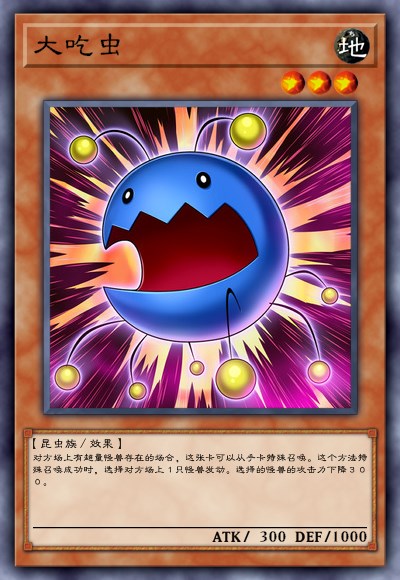 大吃虫
地
【昆虫族／效果】
对方场上有超量怪兽存在的场合，这张卡可以从手卡特殊召唤。这个方法特
殊召唤成功时，选择对方场上１只怪兽发动。选择的怪兽的攻击力下降３０
０。
ATK/ 300 DEF/1000